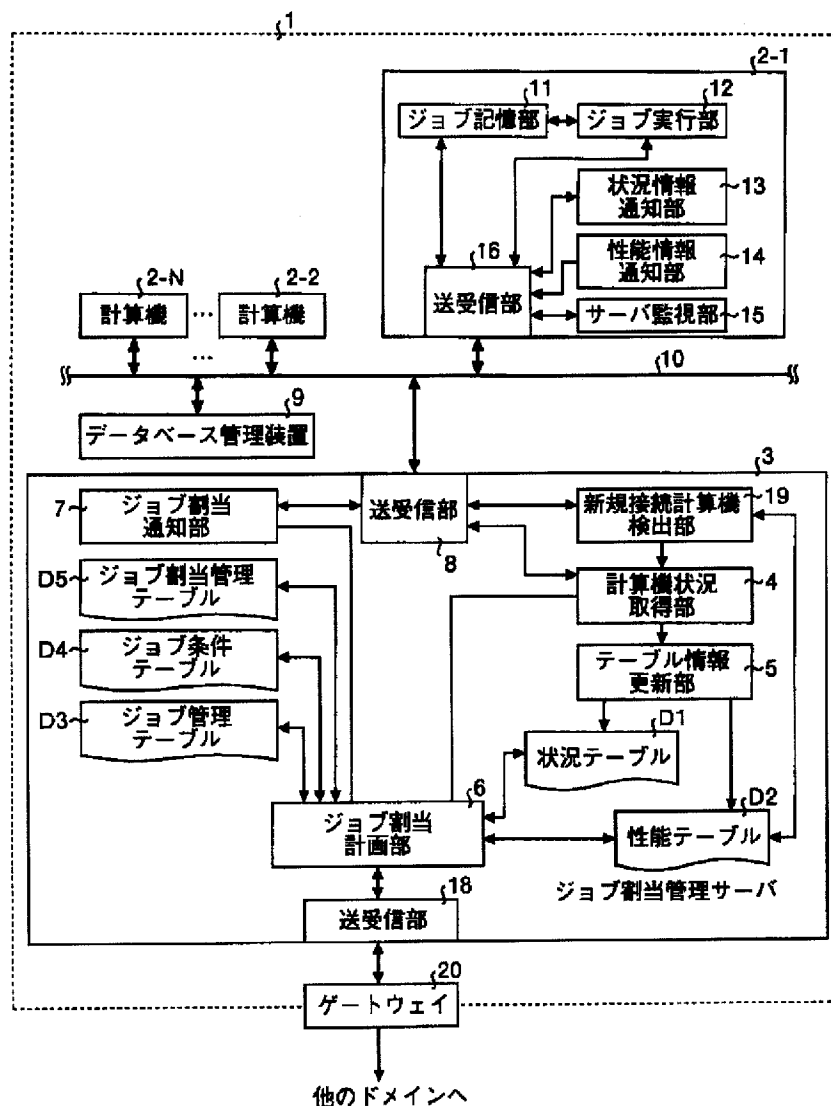 1
2-1
11
12
ジョブ記憶部
ジョブ実行部
状況情報
通知部
13
16
性能情報
通知部
14
送受信部
サーバ監視部
15
2-N
2-2
計算機
…
計算機
…
10
9
データベース管理装置
3
7
ジョブ割当
通知部
送受信部
8
新規接続計算機
検出部
19
D5
ジョブ割当管理
テーブル
計算機状況
取得部
4
D4
ジョブ条件
テーブル
テーブル情報
更新部
5
D3
ジョブ管理
テーブル
D1
状況テーブル
6
ジョブ割当
計画部
D2
性能テーブル
ジョブ割当管理サーバ
18
送受信部
20
ゲートウェイ
他のドメインへ